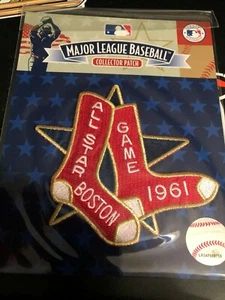 MAJOR LEAGUE BASEBALL
COLLECTOR PATCH
ALL STAR
BOSTON
GAME
1961